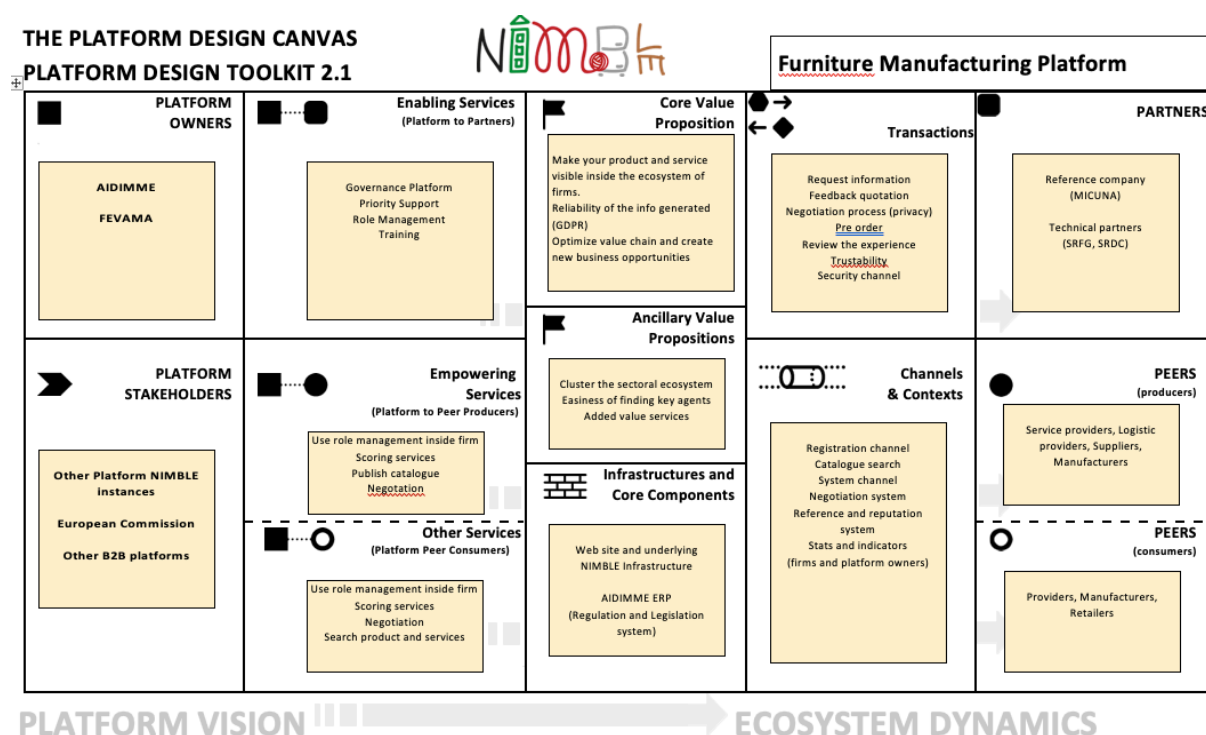 THE PLATFORM DESIGN CANVAS
PLATFORM DESIGN TOOLKIT 2.1
NIMBLE
Furniture Manufacturing Platform
PLATFORM
OWNERS
AIDIMME
FEVAMA
Enabling Services
(Platform to Partners)
Governance Platform
Priority Support
Role Management
Training
Core Value
Proposition
Make your product and service
visible inside the ecosystem of
firms.
Reliability of the info generated
(GDPR)
Optimize value chain and create
new business opportunities
Transactions
Request information
Feedback quotation
Negotiation process (privacy)
Pre order
Review the experience
Trustability
Security channel
PARTNERS
Reference company
(MICUNA)
Technical partners
(SRFG, SRDC)
PLATFORM
STAKEHOLDERS
Other Platform NIMBLE
instances
European Commission
Other B2B platforms
Empowering
Services
(Platform to Peer Producers)
Use role management inside firm
Scoring services
Publish catalogue
Negotation
Other Services
(Platform Peer Consumers)
Use role management inside firm
Scoring services
Negotiation
Search product and services
Ancillary Value
Propositions
Cluster the sectoral ecosystem
Easiness of finding key agents
Added value services
Infrastructures and
Core Components
Web site and underlying
NIMBLE Infrastructure
AIDIMME ERP
(Regulation and Legislation
system)
Channels
& Contexts
Registration channel
Catalogue search
System channel
Negotiation system
Reference and reputation
system
Stats and indicators
(firms and platform owners)
PEERS
(producers)
Service providers, Logistic
providers, Suppliers,
Manufacturers
PEERS
(consumers)
Providers, Manufacturers,
Retailers
PLATFORM VISION
ECOSYSTEM DYNAMICS